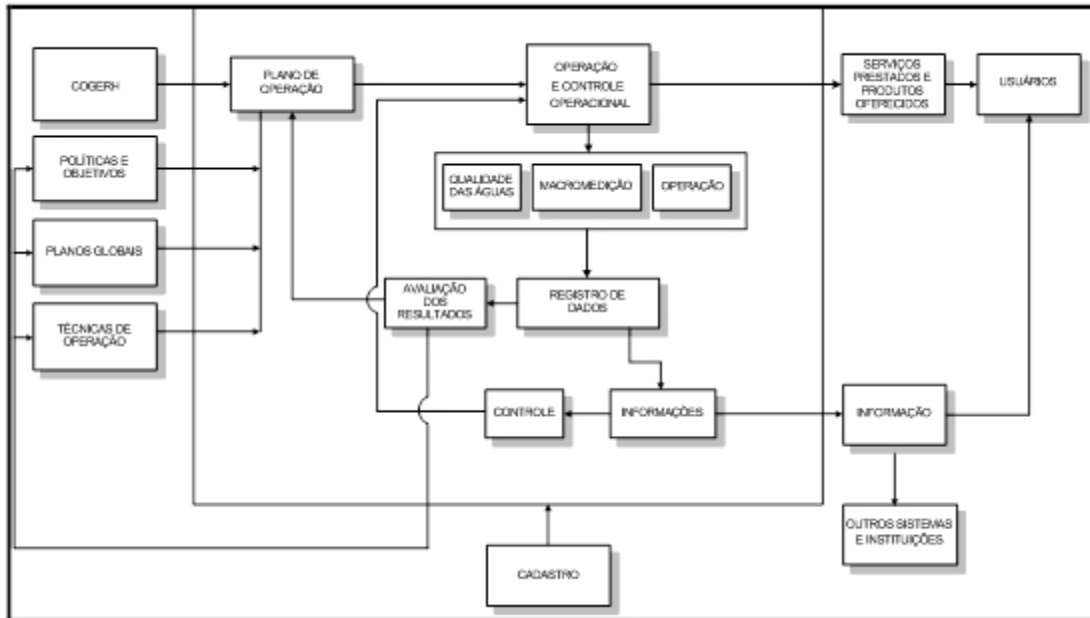 COGERH
PLANO DE
OPERAÇÃO
OPERAÇÃO
E CONTROLE
OPERACIONAL
SERVIÇOS
PRESTADOS E
PRODUTOS
OFERECIDOS
USUÁRIOS
POLÍTICAS E
OBJETIVOS
QUALIDADE
DAS ÁGUAS
MACROMEDIÇÃO
OPERAÇÃO
PLANOS GLOBAIS
AVALIAÇÃO
DOS
RESULTADOS
REGISTRO DE
DADOS
TÉCNICAS DE
OPERAÇÃO
CONTROLE
INFORMAÇÕES
INFORMAÇÃO
OUTROS SISTEMAS
E INSTITUIÇÕES
CADASTRO